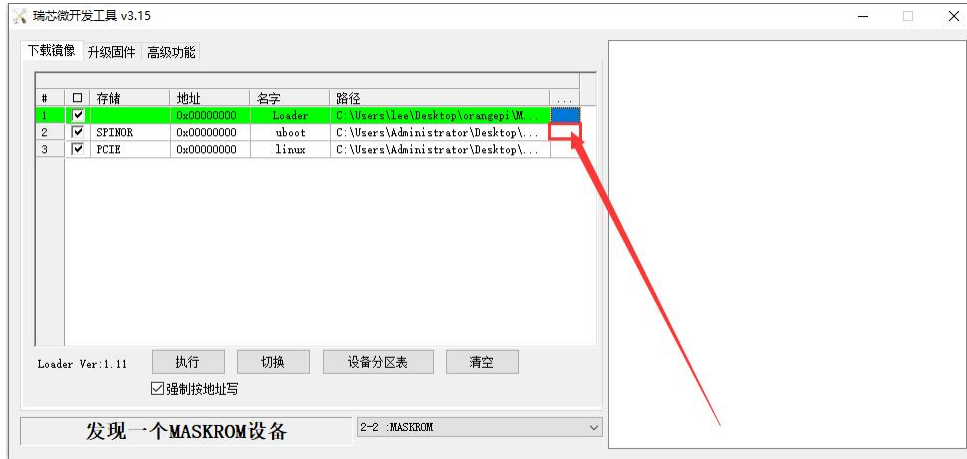 瑞芯微开发工具 v3.15
下载镜像 升级固件 高级功能
# 存储 地址 名字 路径 ...
1 0x00000000 Loader C:\Users\lee\Desktop\orangepi\M...
2 SPINOR 0x00000000 uboot C:\Users\Administrator\Desktop\...
3 PCIE 0x00000000 linux C:\Users\Administrator\Desktop\...
Loader Ver:1.11 执行 切换 设备分区表 清空
强制按地址写
发现一个MASKROM设备 2-2 :MASKROM